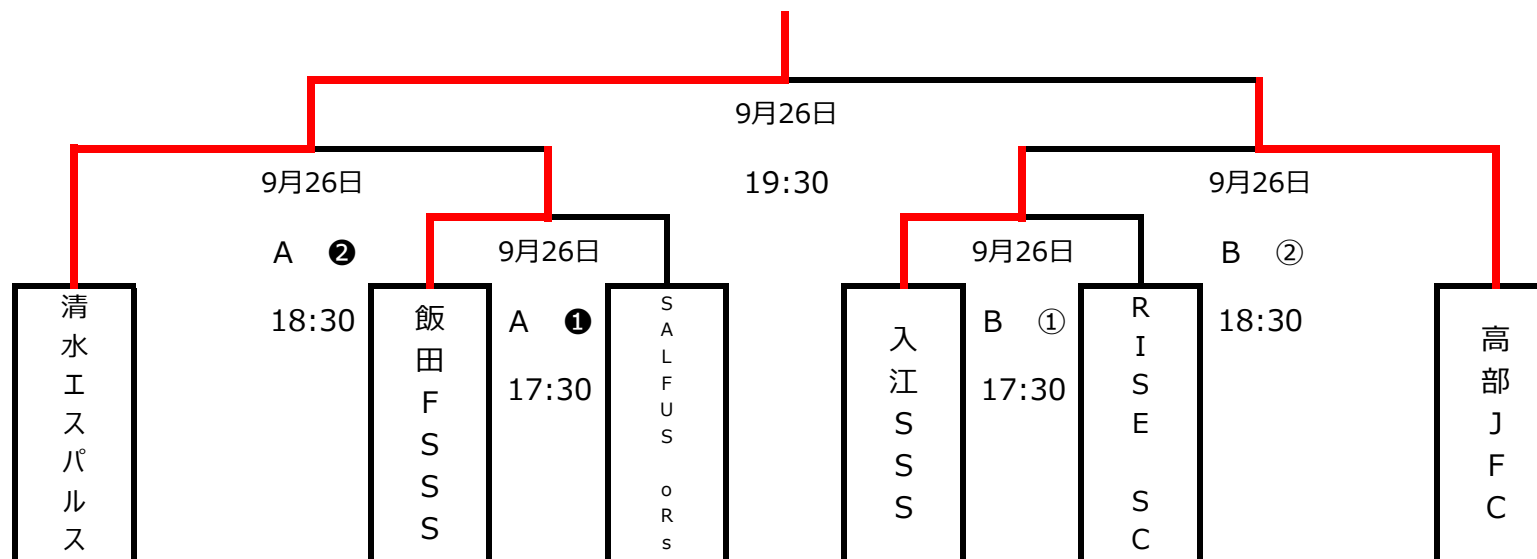 9月26日
9月26日
19:30
9月26日
A ❷
9月26日
9月26日
B ②
18:30
A ❶
B ①
18:30
17:30
17:30
清水エスパルス
飯田FSSS
SALFUS oRs
入江SSS
RISE SC
高部JFC